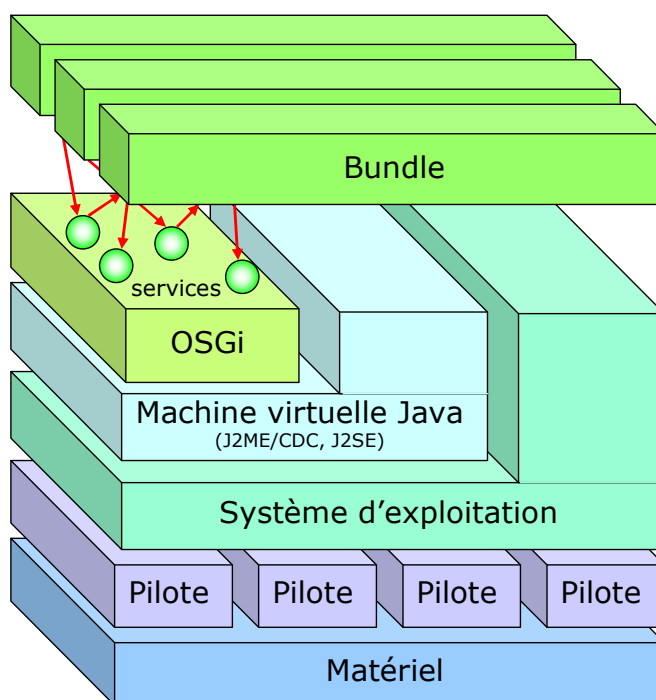 Bundle
services
OSGi
Machine virtuelle Java
(J2ME/CDC, J2SE)
Système d’exploitation
Pilote Pilote Pilote Pilote
Matériel